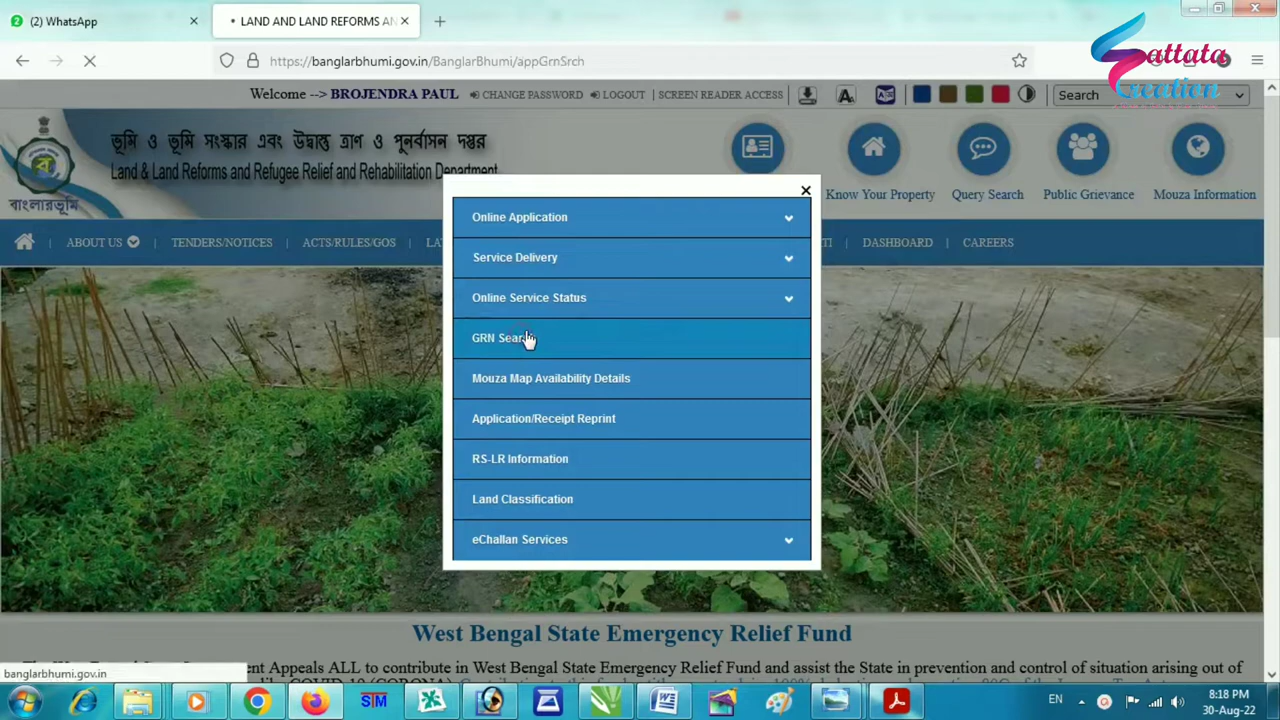 (2) WhatsApp
LAND AND LAND REFORMS AN
https://banglarbhumi.gov.in/BanglarBhumi/appGrnSrch
Sattata
Creation
Welcome --> BROJENDRA PAUL
CHANGE PASSWORD
LOGOUT
SCREEN READER ACCESS
A
Search
ভূমি ও ভূমি সংস্কার এবং উদ্বাস্তু ত্রাণ ও পূনর্বাসন দপ্তর
Land & Land Reforms and Refugee Relief and Rehabilitation Department
বাংলারভূমি
Know Your Property
Query Search
Public Grievance
Mouza Information
ABOUT US
TENDERS/NOTICES
ACTS/RULES/GOS
DASHBOARD
CAREERS
Online Application
Service Delivery
Online Service Status
GRN Search
Mouza Map Availability Details
Application/Receipt Reprint
RS-LR Information
Land Classification
eChallan Services
West Bengal State Emergency Relief Fund
Appeals ALL to contribute in West Bengal State Emergency Relief Fund and assist the State in prevention and control of situation arising out of
banglarbhumi.gov.in
EN
8:18 PM
30-Aug-22